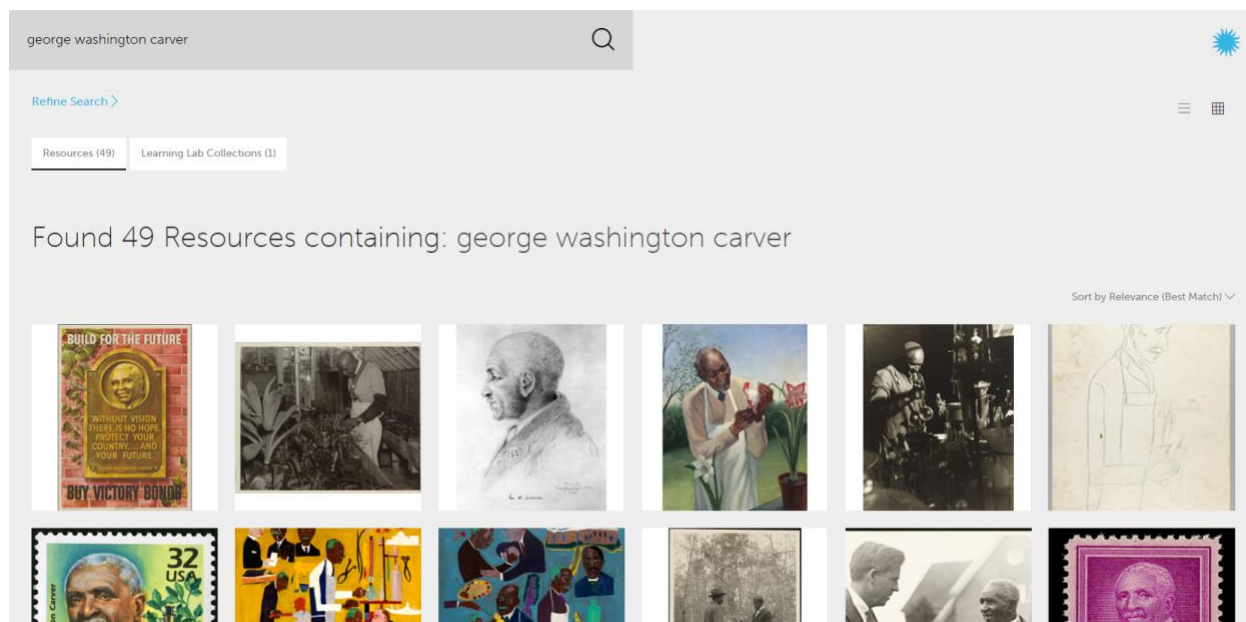 george washington carver
Refine Search >
Resources (49)
Learning Lab Collections (1)
Found 49 Resources containing: george washington carver
Sort by Relevance (Best Match)
BUILD FOR THE FUTURE
"WITHOUT VISION
THERE IS NO HOPE.
PROTECT YOUR
COUNTRY....AND
YOUR FUTURE."
BUY VICTORY BONDS
32
USA
Carver